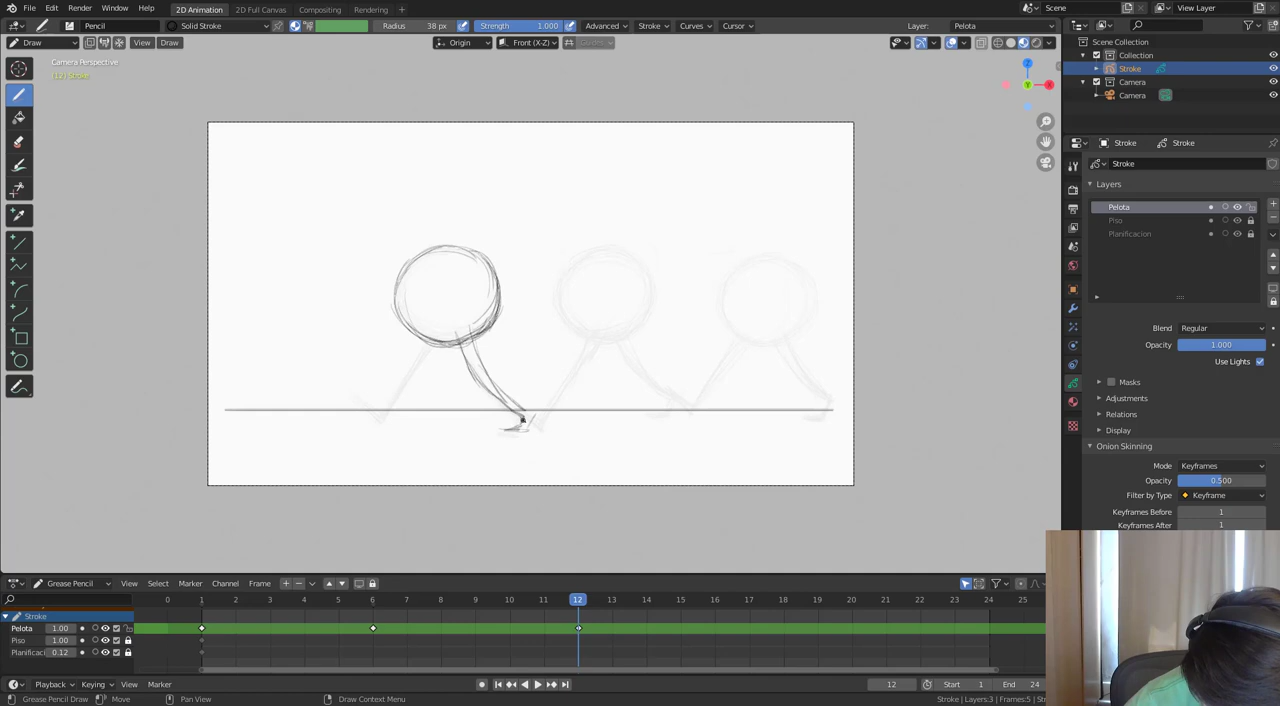 File Edit Render Window Help 2D Animation 2D Full Canvas Compositing Rendering + Scene View Layer
Pencil Solid Stroke Radius 38 px Strength 1.000 Advanced Stroke Curves Cursor Layer: Pelota
Draw View Draw Origin Front (X-Z) Guides
Camera Perspective
(12) Stroke
Z
X
Y
Scene Collection
Collection
Stroke
Camera
Camera
Stroke Stroke
Stroke
Layers
Pelota
Piso
Planificacion
Blend Regular
Opacity 1.000
Use Lights
Masks
Adjustments
Relations
Display
Onion Skinning
Mode Keyframes
Opacity 0.500
Filter by Type Keyframe
Keyframes Before 1
Keyframes After 1
Grease Pencil View Select Marker Channel Frame
0 1 2 3 4 5 6 7 8 9 10 11 12 13 14 15 16 17 18 19 20 21 22 23 24 25
Stroke
Pelota 1.00
Piso 1.00
Planificaci 0.12
Playback Keying View Marker 12 Start 1 End 24
Grease Pencil Draw Move Pan View Draw Context Menu Stroke | Layers:3 | Frames:5 | Strok